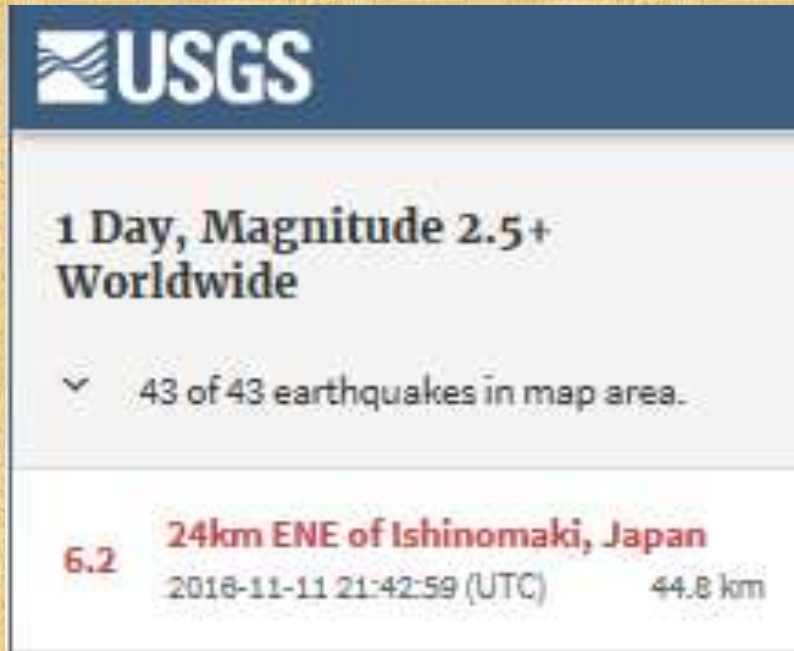 USGS
1 Day, Magnitude 2.5+
Worldwide
43 of 43 earthquakes in map area.
6.2
24km ENE of Ishinomaki, Japan
2016-11-11 21:42:59 (UTC) 44.8 km